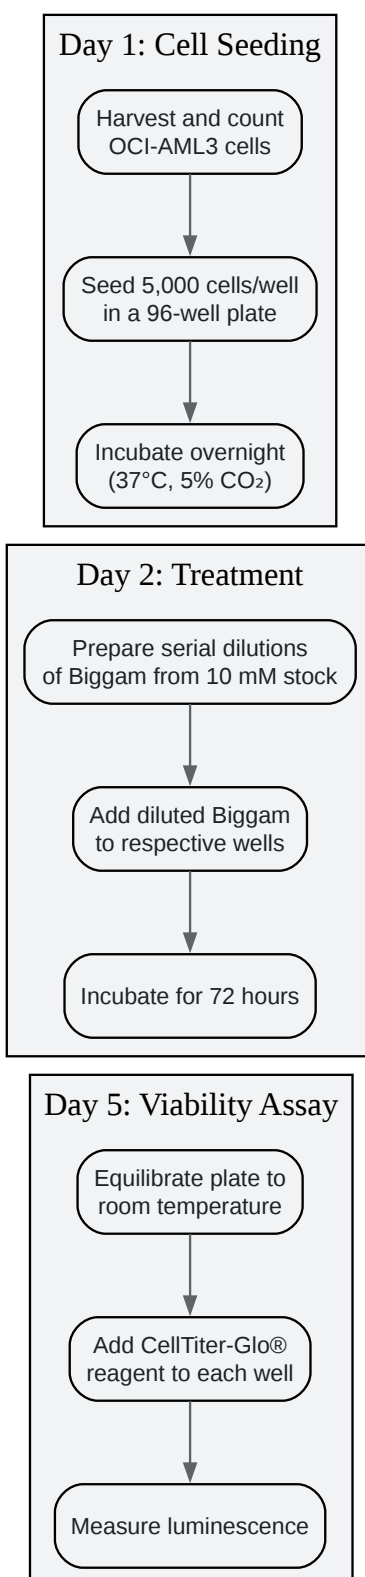 Day 1: Cell Seeding
Harvest and count
OCI-AML3 cells
Seed 5,000 cells/well
in a 96-well plate
Incubate overnight
(37°C, 5% CO₂)
Day 2: Treatment
Prepare serial dilutions
of Biggam from 10 mM stock
Add diluted Biggam
to respective wells
Incubate for 72 hours
Day 5: Viability Assay
Equilibrate plate to
room temperature
Add CellTiter-Glo®
reagent to each well
Measure luminescence